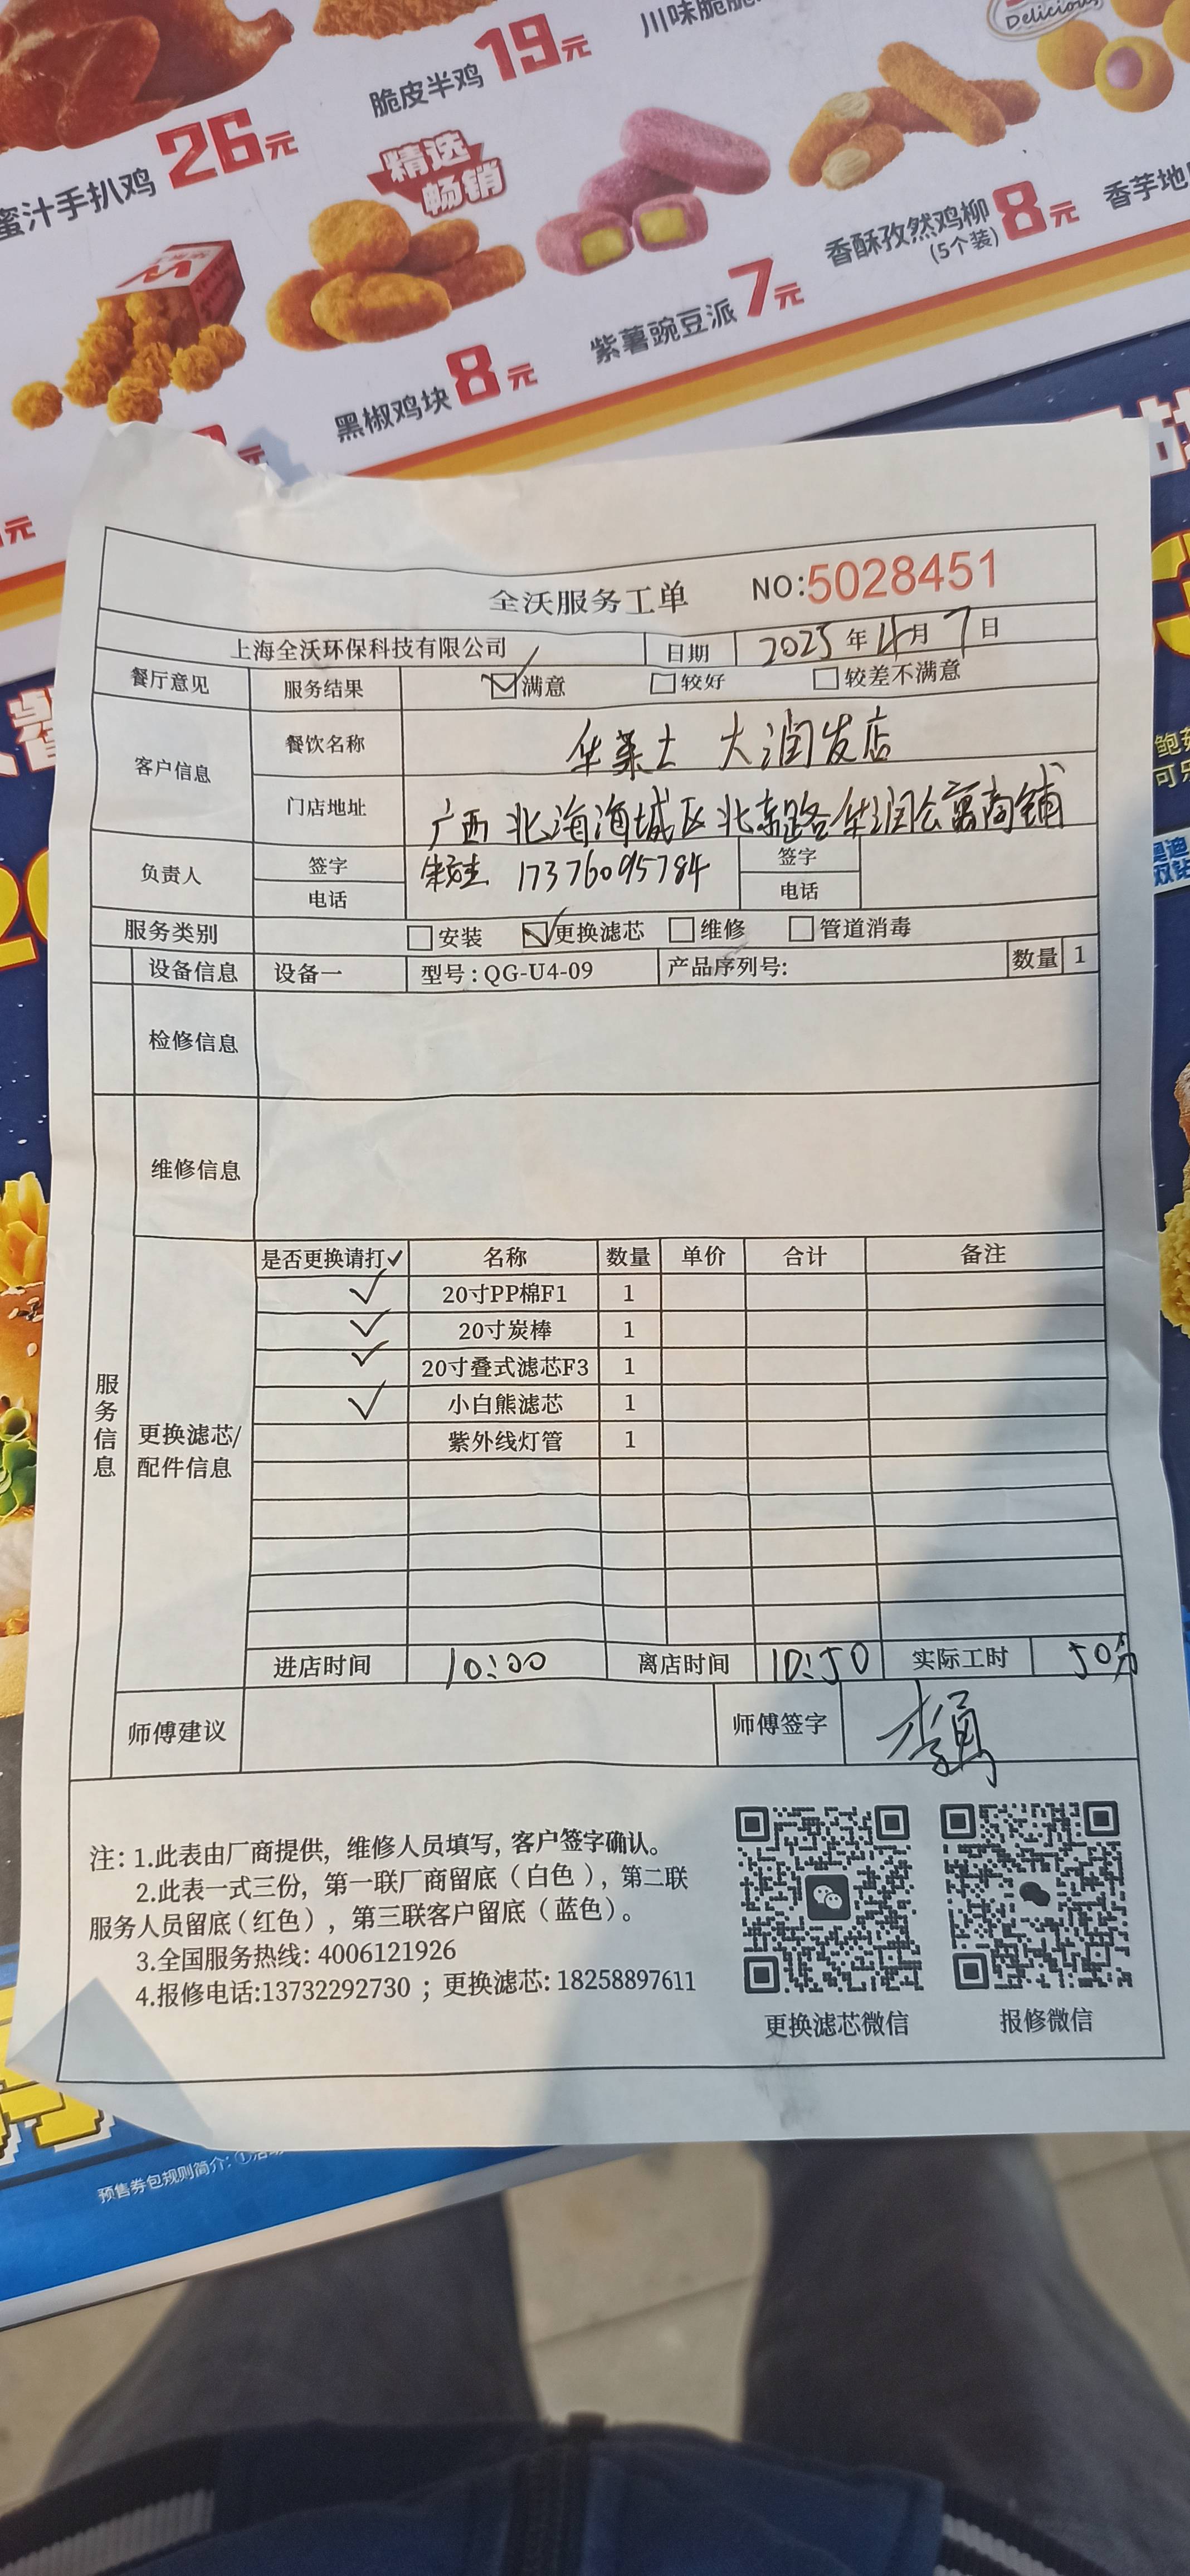 川味脆脆
Delicious
脆皮半鸡 19元
蜜汁手扒鸡 26元
精选
畅销
香酥孜然鸡柳 8元
(5个装)
香芋地
紫薯豌豆派 7元
黑椒鸡块 8元
元
元
全沃服务工单 NO:5028451
上海全沃环保科技有限公司 日期 2025年4月7日
餐厅意见 服务结果 满意 较好 较差不满意
客户信息 餐饮名称 华莱士 大润发店
门店地址 广西北海海城区北京路华润公寓商铺
负责人 签字 17376095784 签字
电话 电话
服务类别 安装 ✓更换滤芯 维修 管道消毒
设备信息 设备一 型号:QG-U4-09 产品序列号: 数量 1
检修信息
维修信息
服务信息
更换滤芯/
配件信息
是否更换请打✓ 名称 数量 单价 合计 备注
✓ 20寸PP棉F1 1
✓ 20寸炭棒 1
✓ 20寸叠式滤芯F3 1
✓ 小白熊滤芯 1
紫外线灯管 1
进店时间 10:00 离店时间 10:50 实际工时 50分
师傅建议 师傅签字
注: 1.此表由厂商提供, 维修人员填写, 客户签字确认。
2.此表一式三份, 第一联厂商留底(白色), 第二联
服务人员留底(红色), 第三联客户留底(蓝色)。
3.全国服务热线: 4006121926
4.报修电话:13732292730 ; 更换滤芯: 18258897611
更换滤芯微信 报修微信
预售券包规则简介: